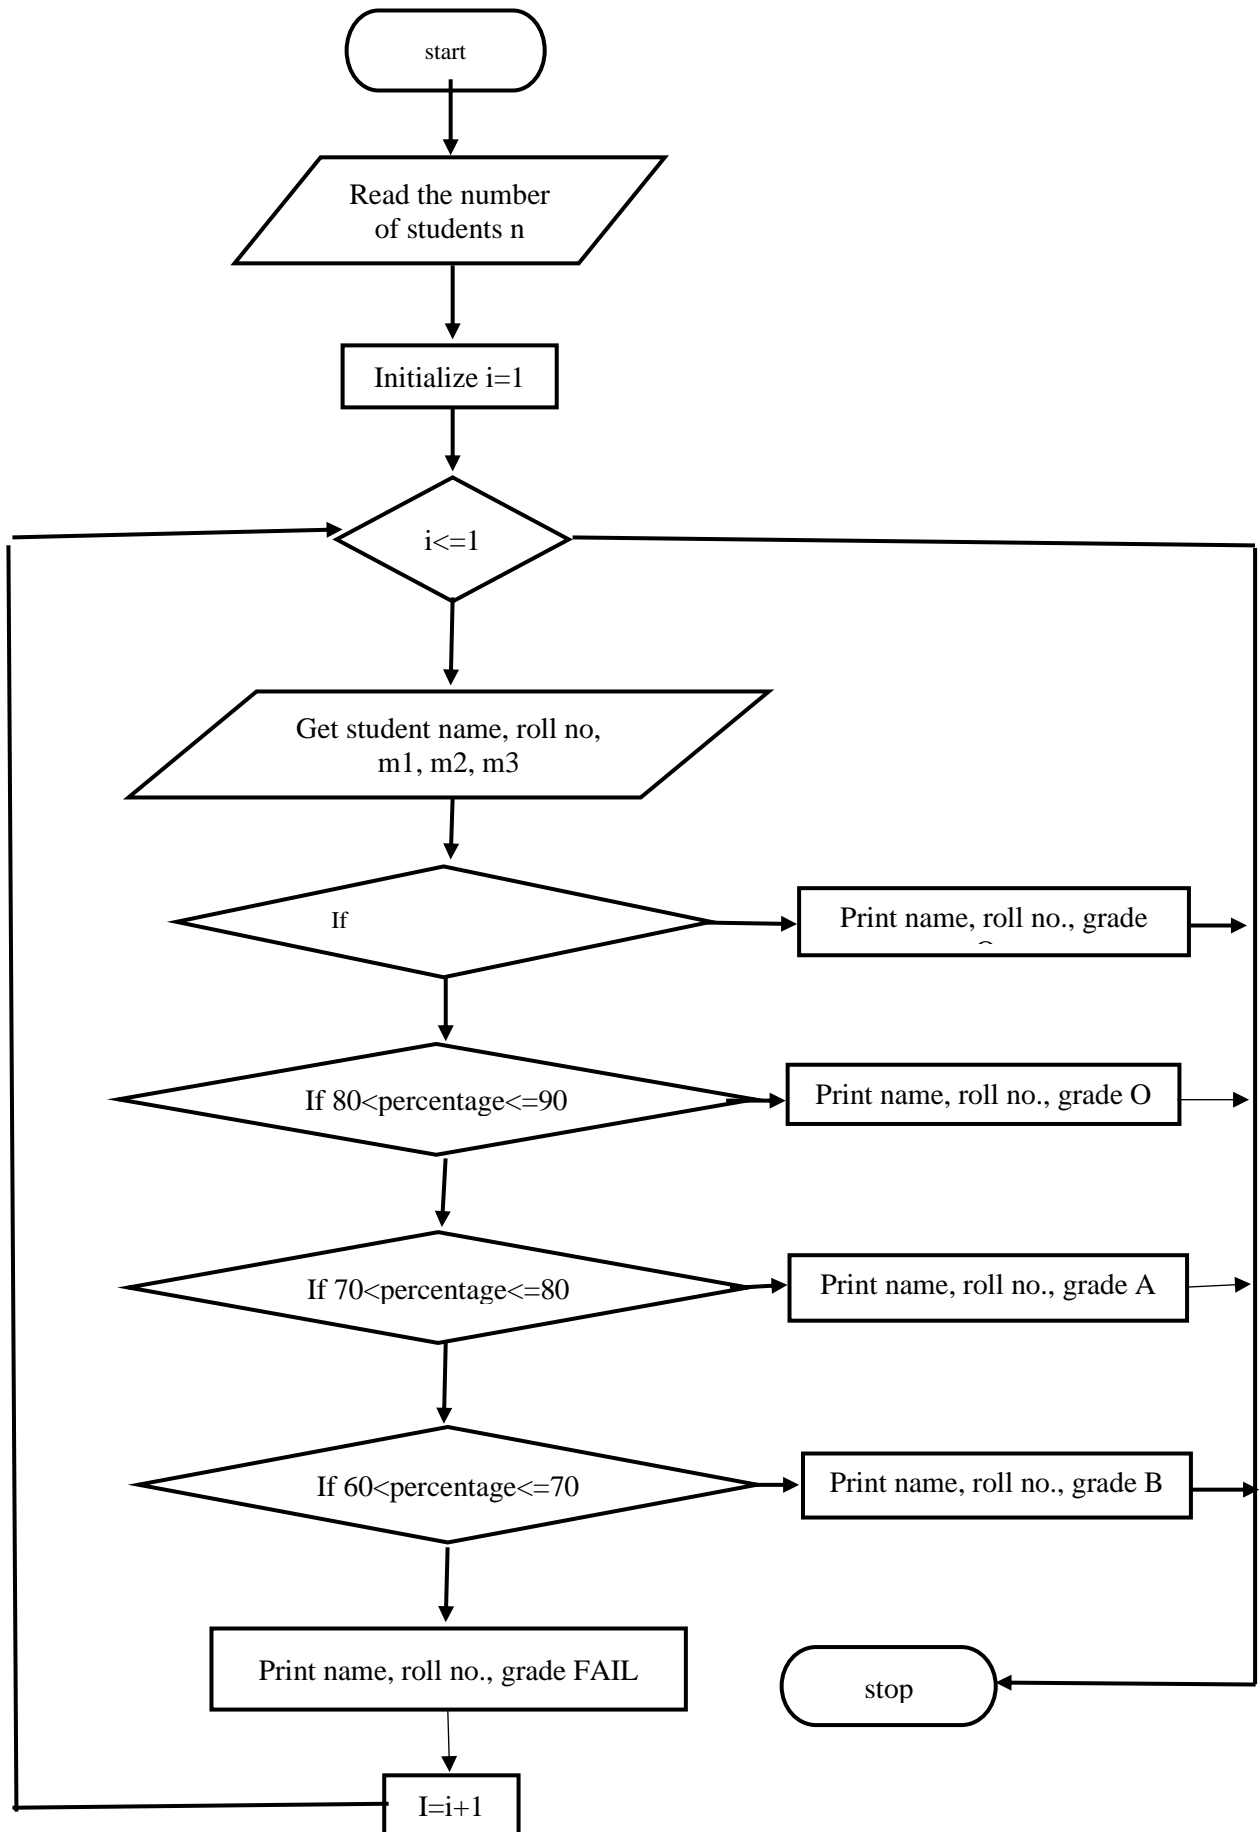 start
Read the number
of students n
Initialize i=1
i<=1
Get student name, roll no,
m1, m2, m3
If
Print name, roll no., grade
If 80<percentage<=90
Print name, roll no., grade O
If 70<percentage<=80
Print name, roll no., grade A
If 60<percentage<=70
Print name, roll no., grade B
Print name, roll no., grade FAIL
stop
I=i+1